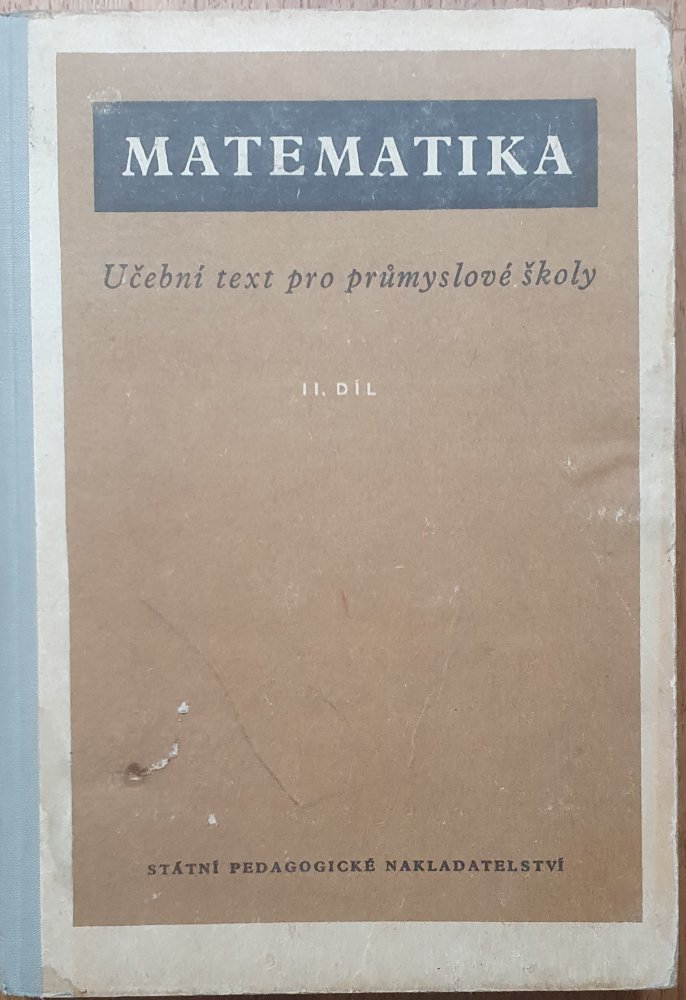 MATEMATIKA
Učební text pro průmyslové školy
II. DÍL
STÁTNÍ PEDAGOGICKÉ NAKLADATELSTVÍ